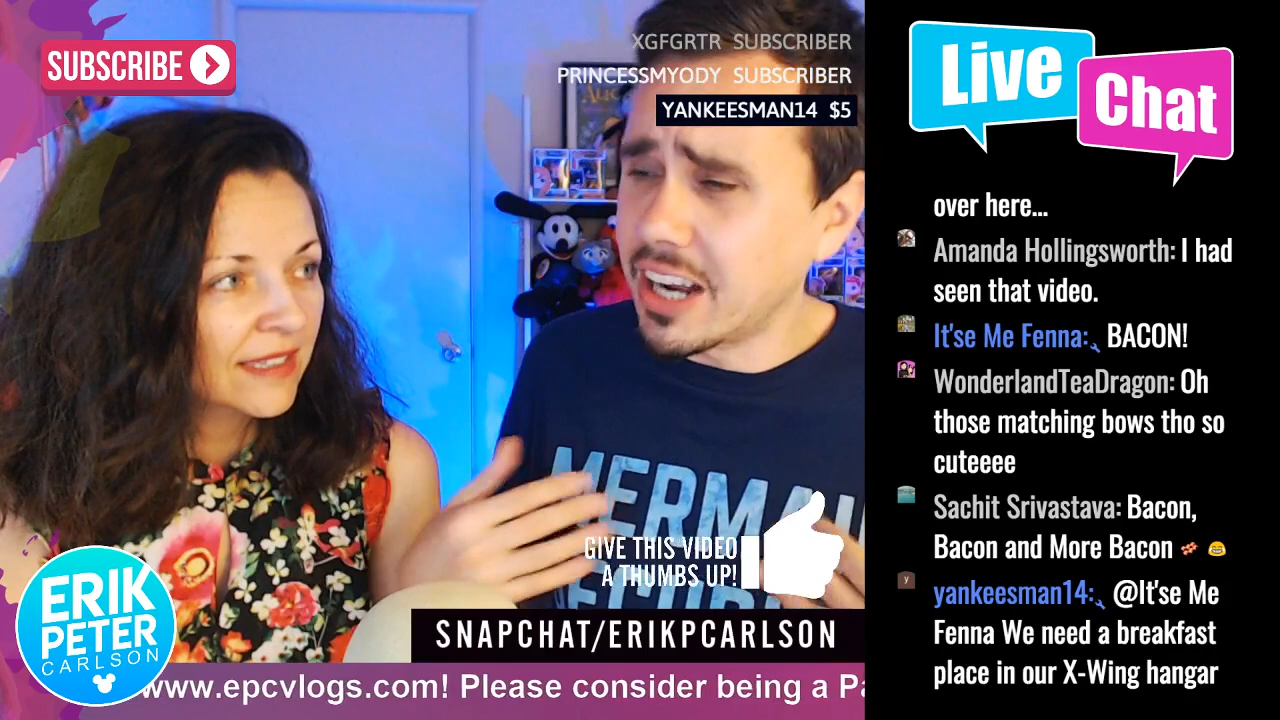 SUBSCRIBE
XGFGRTR SUBSCRIBER
PRINCESSMYODY SUBSCRIBER
YANKEESMAN14 $5
MERMAI
GIVE THIS VIDEO
A THUMBS UP!
SNAPCHAT/ERIKPCARLSON
ERIK
PETER
CARLSON
www.epcvlogs.com! Please consider being a Pa
Live
Chat
over here...
Amanda Hollingsworth: I had
seen that video.
It'se Me Fenna: BACON!
WonderlandTeaDragon: Oh
those matching bows tho so
cuteeee
Sachit Srivastava: Bacon,
Bacon and More Bacon 🥓 😂
yankeesman14: @It'se Me
Fenna We need a breakfast
place in our X-Wing hangar